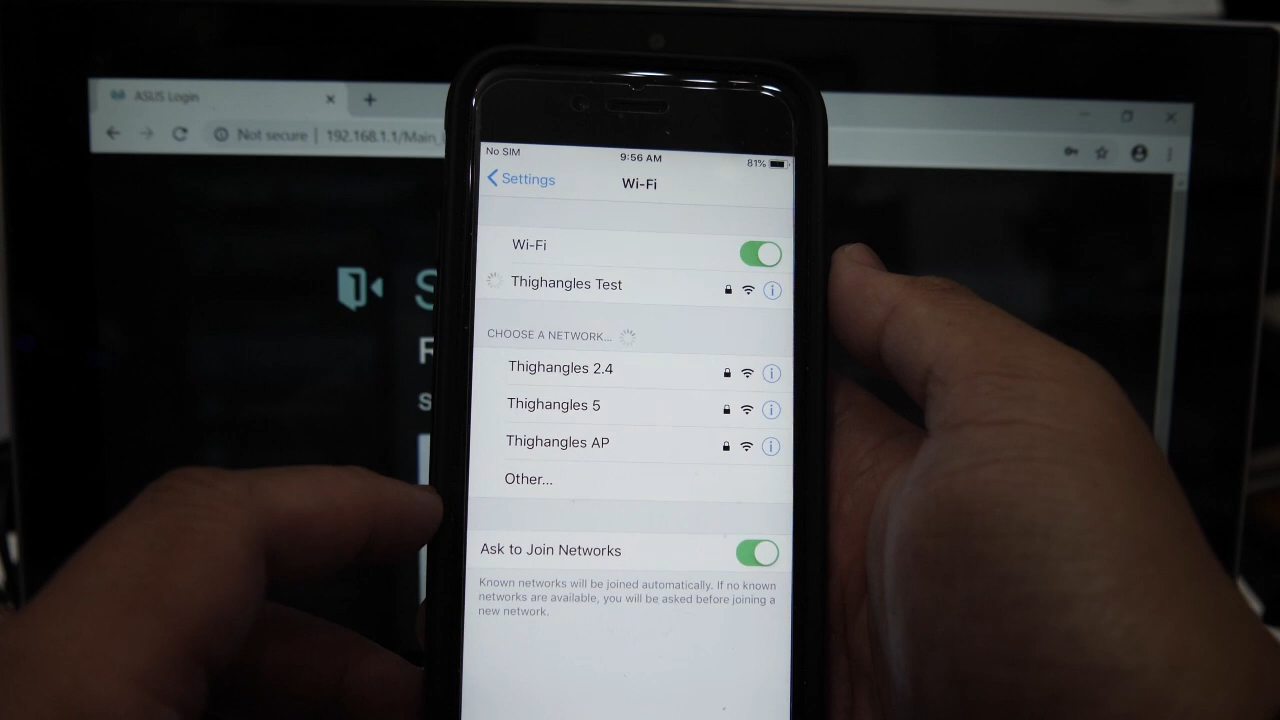 ASUS Login
Not secure | 192.168.1.1/Main_
No SIM
9:56 AM
81%
Settings
Wi-Fi
Wi-Fi
Thighangles Test
CHOOSE A NETWORK...
Thighangles 2.4
Thighangles 5
Thighangles AP
Other...
Ask to Join Networks
Known networks will be joined automatically. If no known
networks are available, you will be asked before joining a
new network.
S
R
s